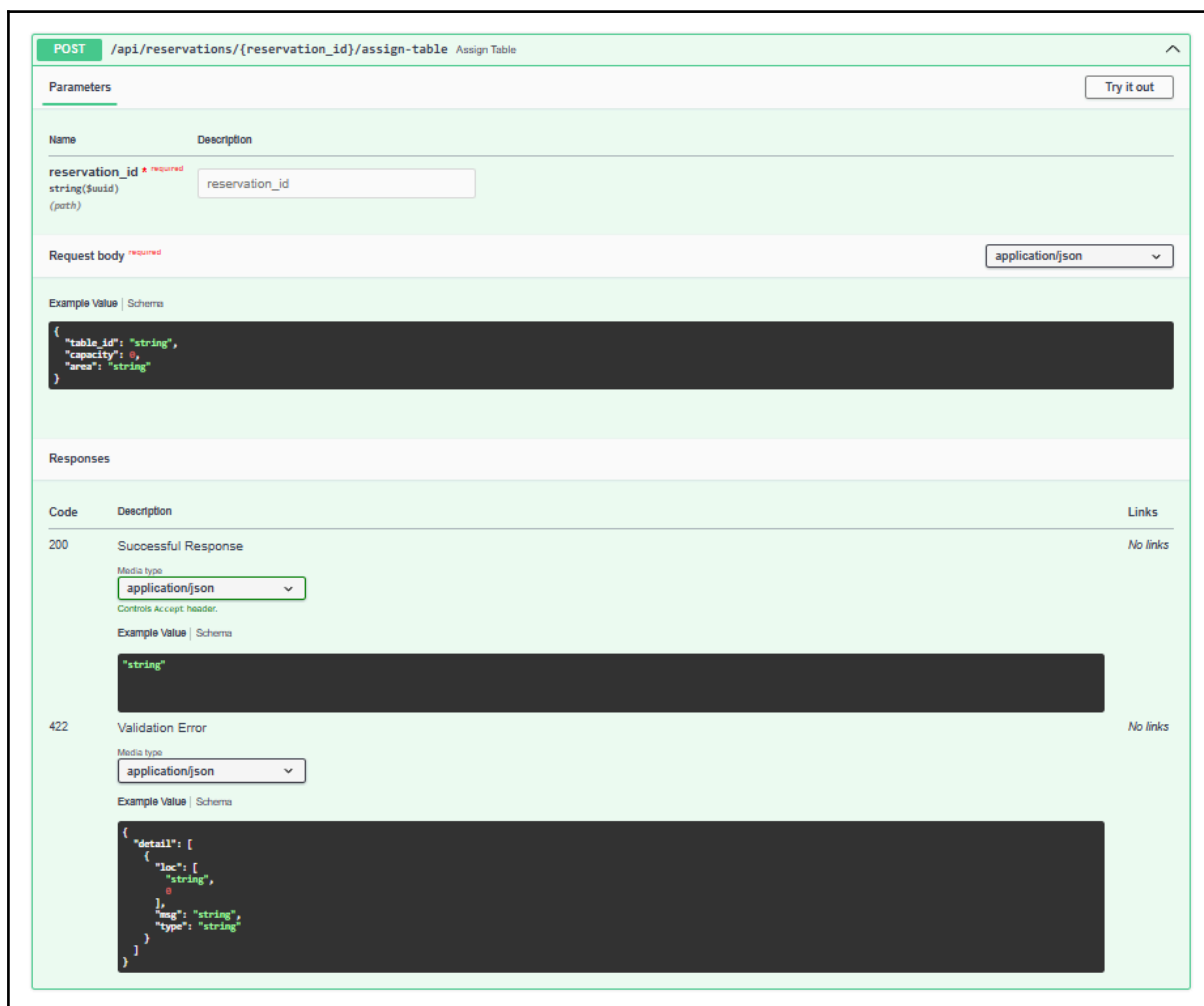 POST /api/reservations/{reservation_id}/assign-table Assign Table
Parameters
Try it out
Name Description
reservation_id * required
string($uuid)
(path)
reservation_id
Request body required
application/json
Example Value | Schema
{
"table_id": "string",
"capacity": 0,
"area": "string"
}
Responses
Code Description Links
200 Successful Response No links
Media type
application/json
Controls Accept header.
Example Value | Schema
"string"
422 Validation Error No links
Media type
application/json
Example Value | Schema
{
"detail": [
{
"loc": [
"string",
0
],
"msg": "string",
"type": "string"
}
]
}